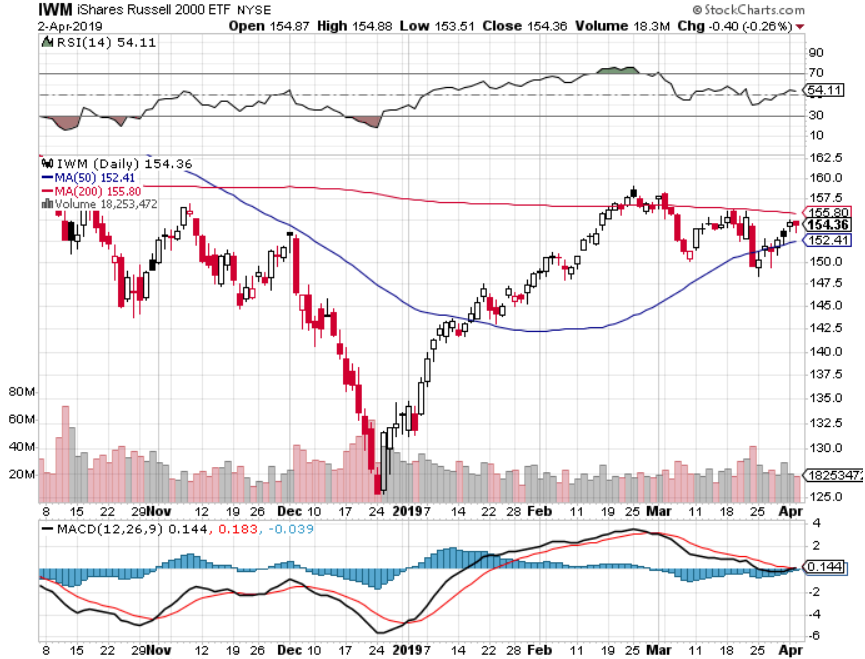 IWM iShares Russell 2000 ETF NYSE
© StockCharts.com
2-Apr-2019
Open 154.87 High 154.88 Low 153.51 Close 154.36 Volume 18.3M Chg -0.40 (-0.26%)
RSI(14) 54.11
90
70
54.11
30
10
IWM (Daily) 154.36
MA(50) 152.41
MA(200) 155.80
Volume 18,253,472
162.5
160.0
157.5
155.80
154.36
152.41
150.0
147.5
145.0
142.5
140.0
137.5
135.0
132.5
130.0
125.0
80M
60M
40M
20M
18253472
8 15 22 29 Nov 12 19 26 Dec 10 17 24 2019 7 14 22 28 Feb 11 19 25 Mar 11 18 25 Apr
MACD(12,26,9) 0.144, 0.183, -0.039
4
2
0.144
-2
-4
-6
8 15 22 29 Nov 12 19 26 Dec 10 17 24 2019 7 14 22 28 Feb 11 19 25 Mar 11 18 25 Apr